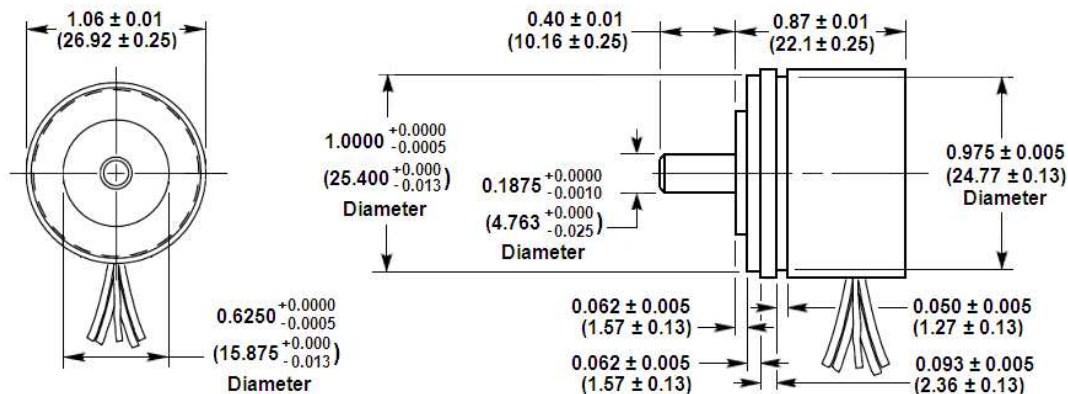 1.06 ± 0.01
(26.92 ± 0.25)
0.6250 +0.0000 -0.0005
(15.875 +0.000 -0.013)
Diameter
0.40 ± 0.01
(10.16 ± 0.25)
0.87 ± 0.01
(22.1 ± 0.25)
1.0000 +0.0000 -0.0005
(25.400 +0.000 -0.013)
Diameter
0.1875 +0.0000 -0.0010
(4.763 +0.000 -0.025)
Diameter
0.975 ± 0.005
(24.77 ± 0.13)
Diameter
0.062 ± 0.005
(1.57 ± 0.13)
0.050 ± 0.005
(1.27 ± 0.13)
0.062 ± 0.005
(1.57 ± 0.13)
0.093 ± 0.005
(2.36 ± 0.13)